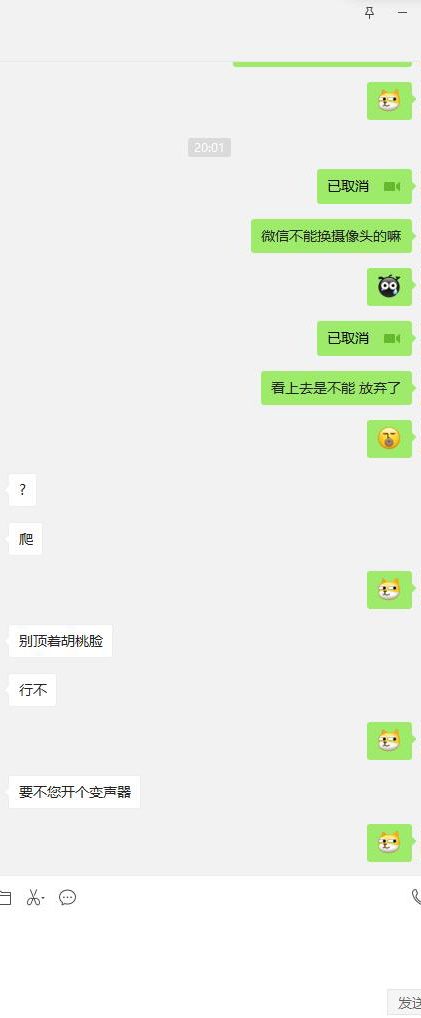 20:01
已取消
微信不能换摄像头的嘛
已取消
看上去是不能 放弃了
?
爬
别顶着胡桃脸
行不
要不您开个变声器
发送